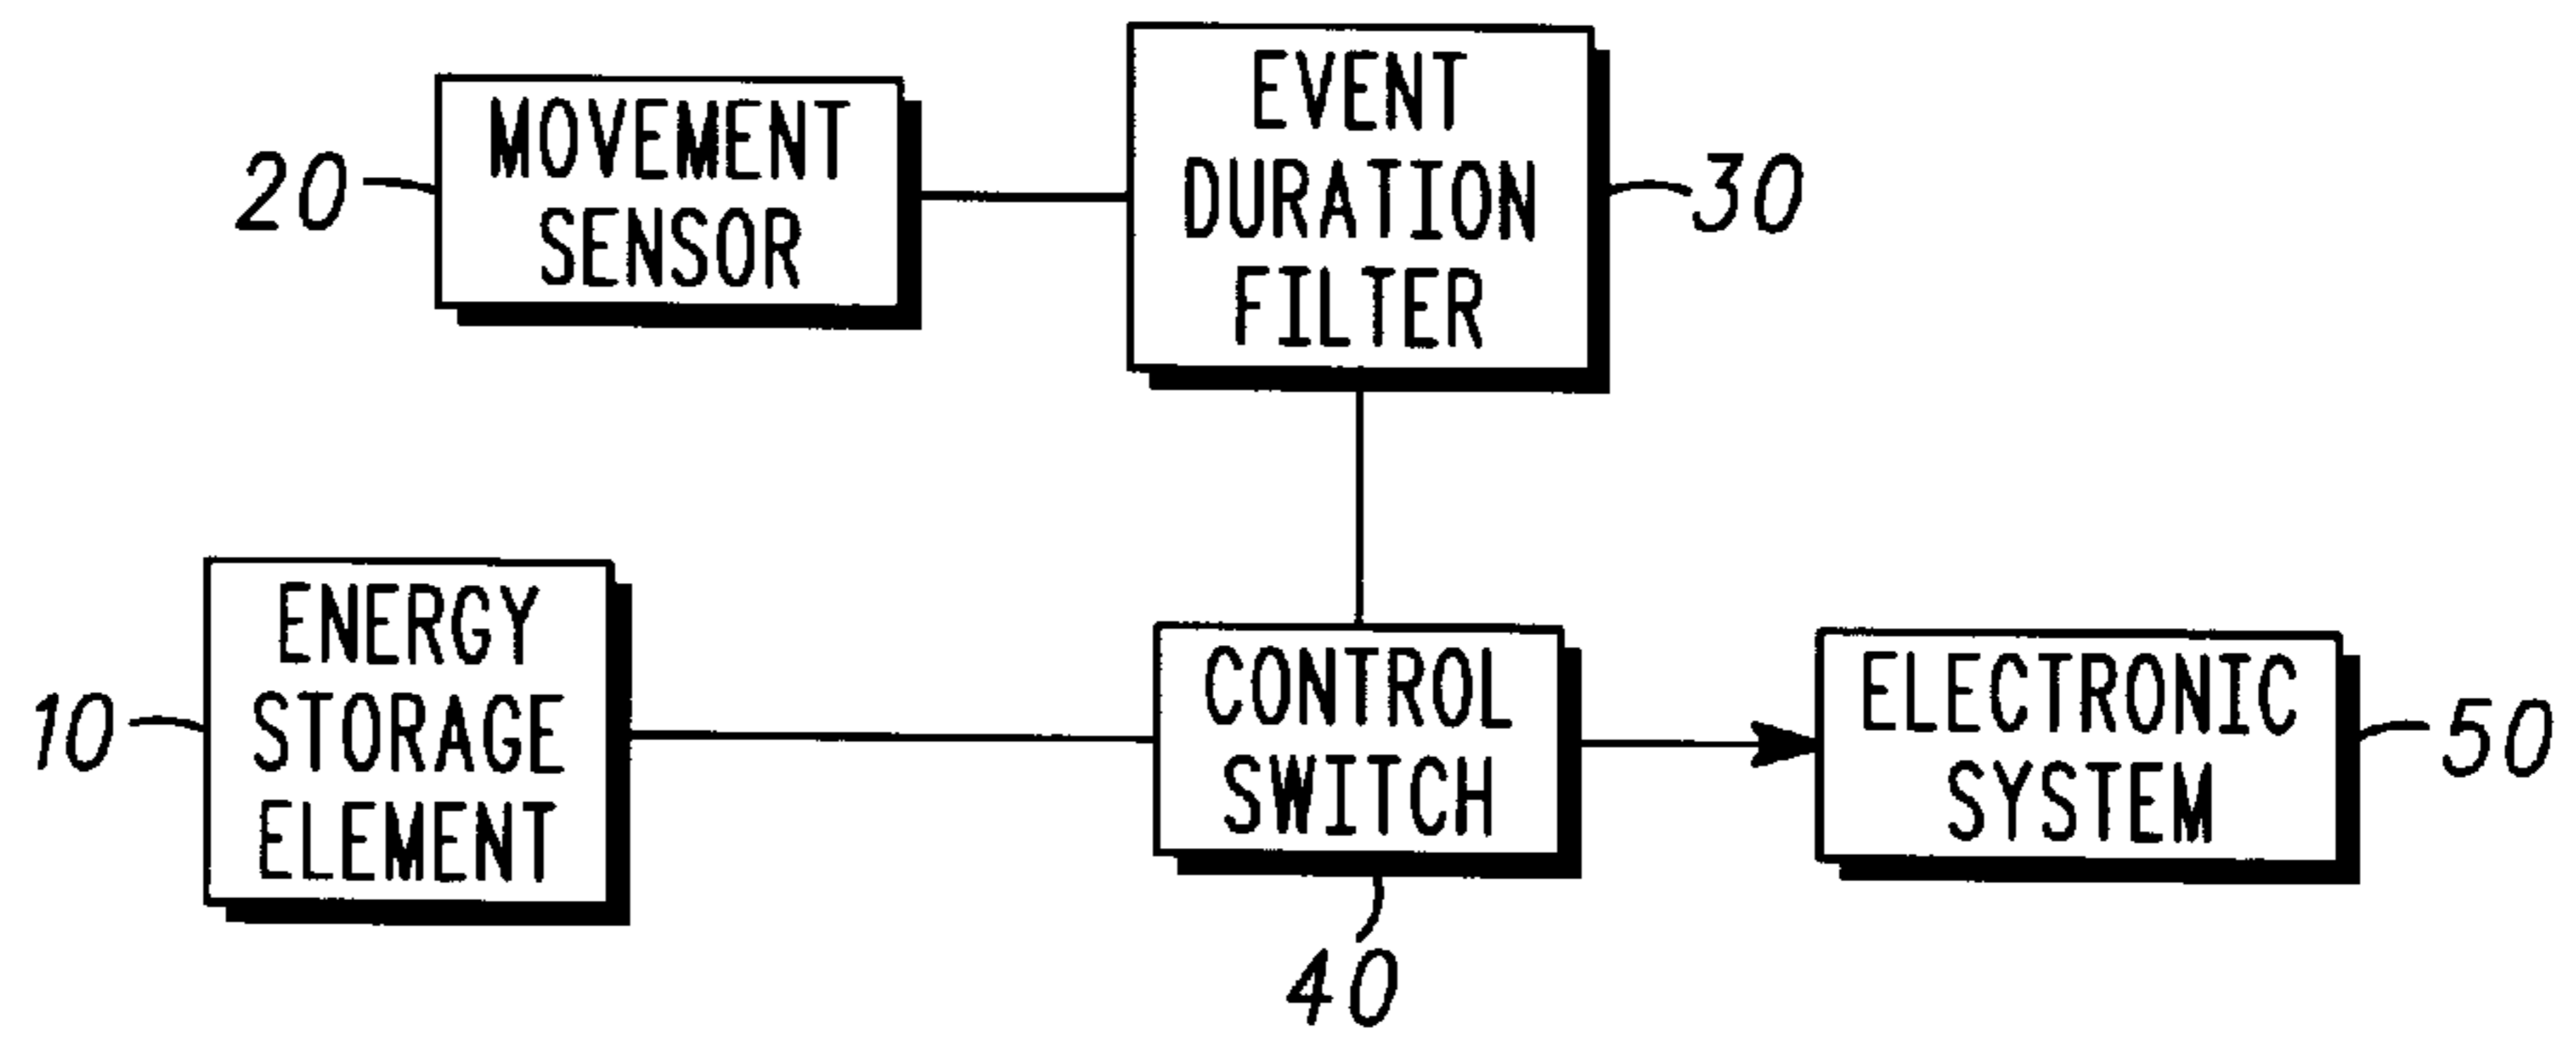 EVENT
DURATION
FILTER
30
MOVEMENT
SENSOR
20
ENERGY
STORAGE
ELEMENT
10
CONTROL
SWITCH
40
ELECTRONIC
SYSTEM
50